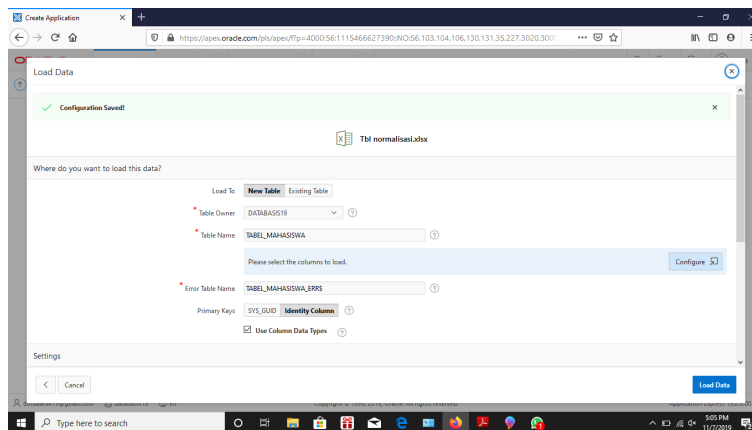 Create Application
https://apex.oracle.com/pls/apex/f?p=4000:56:1115466627390::NO:56,103,104,106,130,131,35,227,3020,300
Load Data
Configuration Saved!
Tbl normalisasi.xlsx
Where do you want to load this data?
Load To New Table Existing Table
* Table Owner DATABASIS19
* Table Name TABEL_MAHASISWA
Please select the columns to load. Configure
* Error Table Name TABEL_MAHASISWA_ERR$
Primary Keys SYS_GUID Identity Column
Use Column Data Types
Settings
Cancel Load Data
Type here to search
5:05 PM
11/7/2019